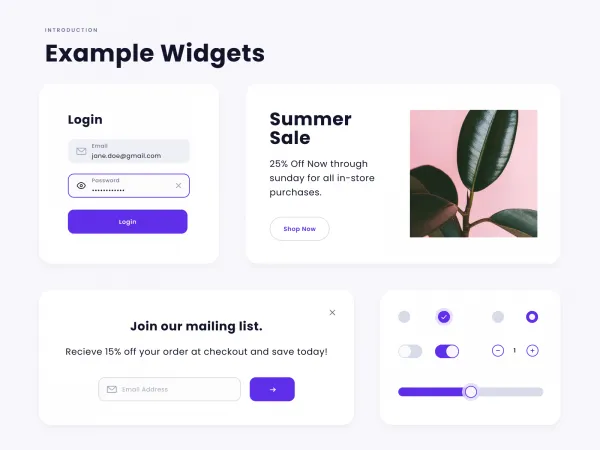 INTRODUCTION
Example Widgets
Login
Email
jane.doe@gmail.com
Password
••••••••••••
Login
Summer
Sale
25% Off Now through
sunday for all in-store
purchases.
Shop Now
Join our mailing list.
Recieve 15% off your order at checkout and save today!
Email Address
1